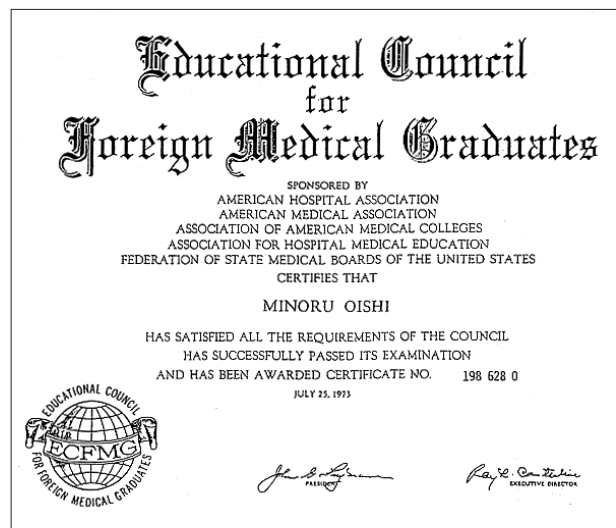 Educational Council
for
Foreign Medical Graduates
SPONSORED BY
AMERICAN HOSPITAL ASSOCIATION
AMERICAN MEDICAL ASSOCIATION
ASSOCIATION OF AMERICAN MEDICAL COLLEGES
ASSOCIATION FOR HOSPITAL MEDICAL EDUCATION
FEDERATION OF STATE MEDICAL BOARDS OF THE UNITED STATES
CERTIFIES THAT
MINORU OISHI
HAS SATISFIED ALL THE REQUIREMENTS OF THE COUNCIL
HAS SUCCESSFULLY PASSED ITS EXAMINATION
AND HAS BEEN AWARDED CERTIFICATE NO. 198 628 0
JULY 25, 1973
EDUCATIONAL COUNCIL
ECFMG
FOR FOREIGN MEDICAL GRADUATES
PRESIDENT
EXECUTIVE DIRECTOR